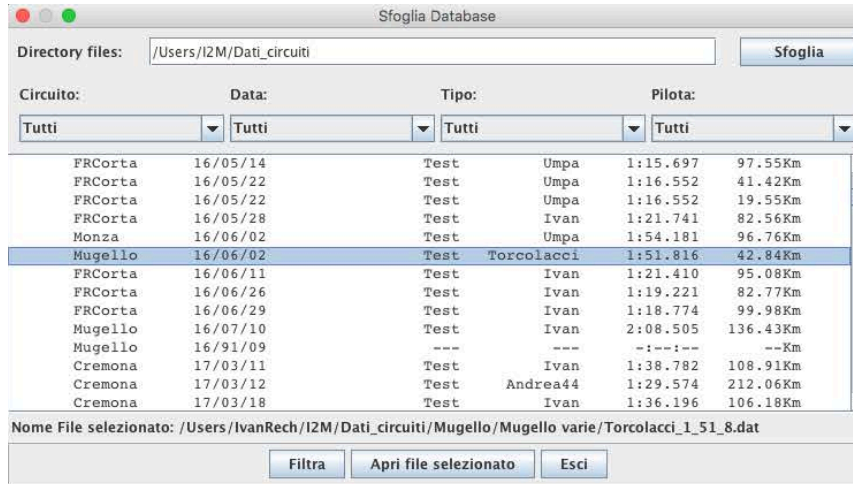 Sfoglia Database
Directory files: /Users/I2M/Dati_circuiti Sfoglia
Circuito: Data: Tipo: Pilota:
Tutti Tutti Tutti Tutti
FRCorta 16/05/14 Test Umpa 1:15.697 97.55Km
FRCorta 16/05/22 Test Umpa 1:16.552 41.42Km
FRCorta 16/05/22 Test Umpa 1:16.552 19.55Km
FRCorta 16/05/28 Test Ivan 1:21.741 82.56Km
Monza 16/06/02 Test Umpa 1:54.181 96.76Km
Mugello 16/06/02 Test Torcolacci 1:51.816 42.84Km
FRCorta 16/06/11 Test Ivan 1:21.410 95.08Km
FRCorta 16/06/26 Test Ivan 1:19.221 82.77Km
FRCorta 16/06/29 Test Ivan 1:18.774 99.98Km
Mugello 16/07/10 Test Ivan 2:08.505 136.43Km
Mugello 16/91/09 --- --- -:--:-- --Km
Cremona 17/03/11 Test Ivan 1:38.782 108.91Km
Cremona 17/03/12 Test Andrea44 1:29.574 212.06Km
Cremona 17/03/18 Test Ivan 1:36.196 106.18Km
Nome File selezionato: /Users/IvanRech/I2M/Dati_circuiti/Mugello/Mugello varie/Torcolacci_1_51_8.dat
Filtra Apri file selezionato Esci